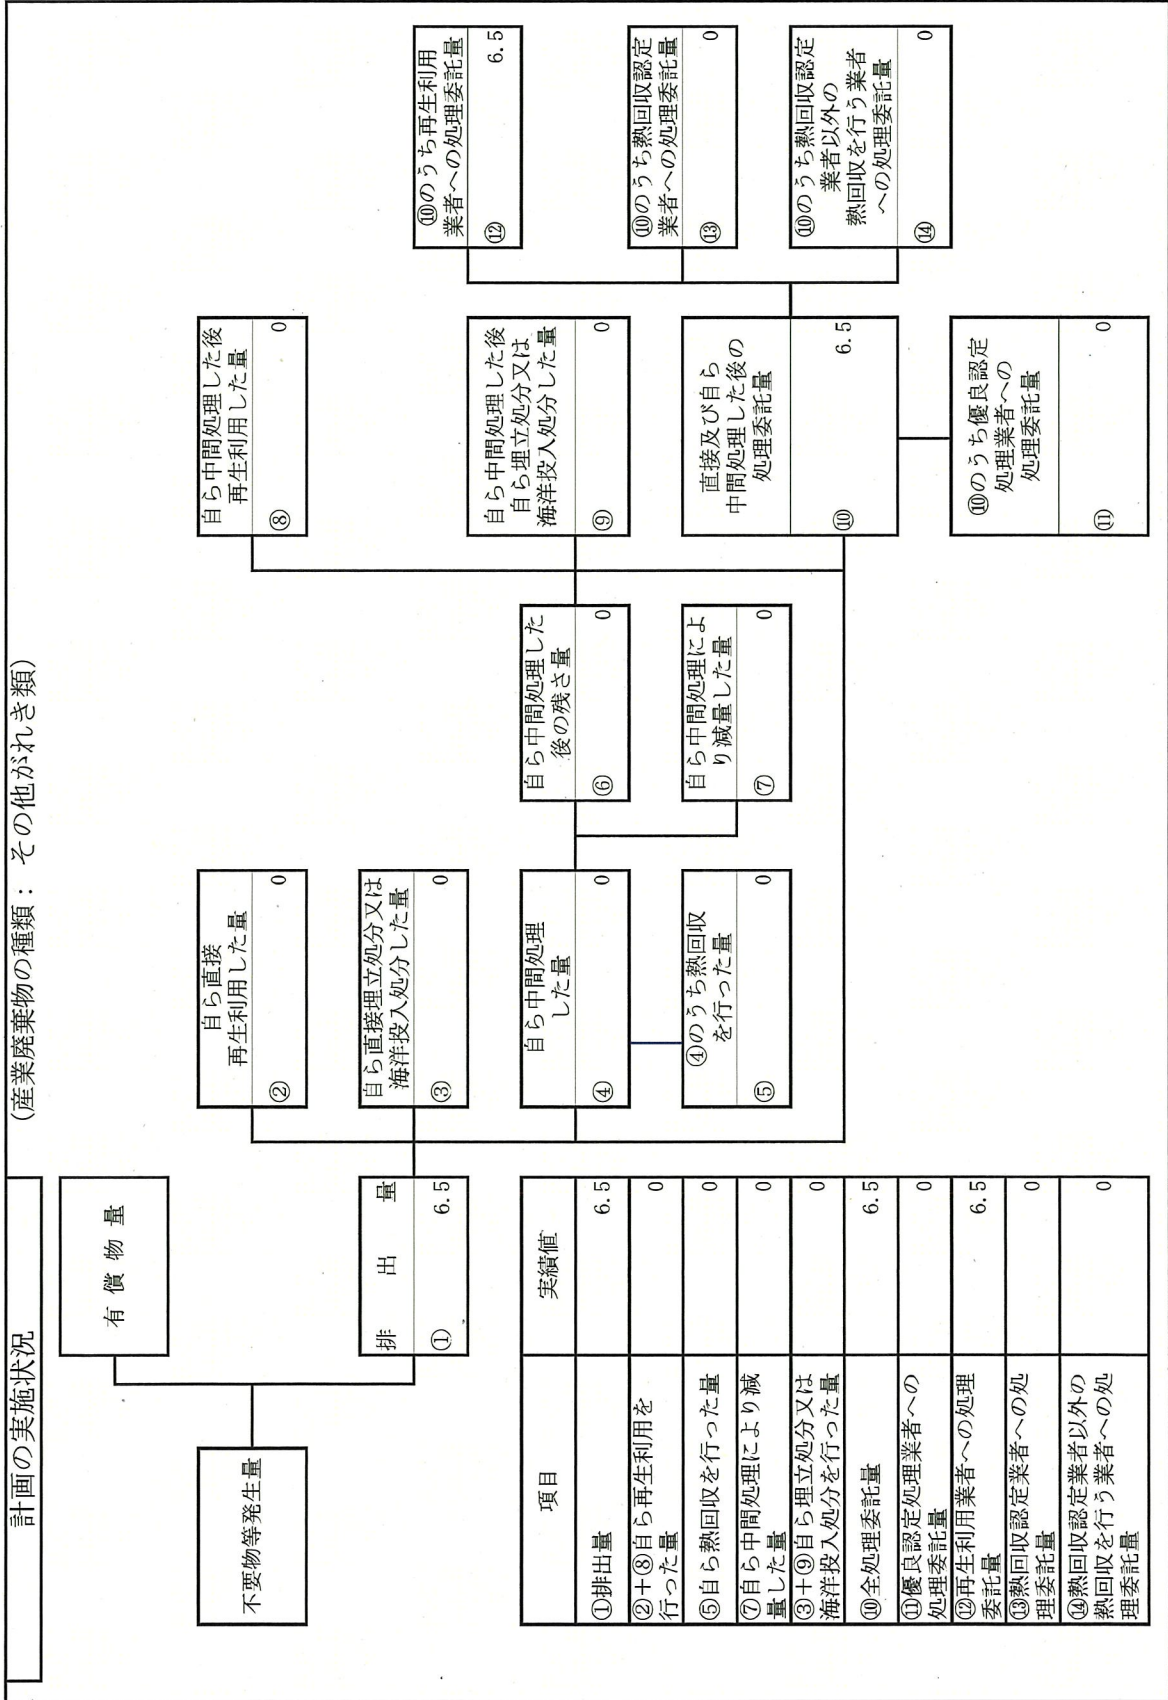 計画の実施状況
(産業廃棄物の種類： その他がれき類)
不要物等発生量
有 償 物 量
排 出 量
① 6.5
自ら直接
再生利用した量
② 0
自ら直接埋立処分又は
海洋投入処分した量
③ 0
自ら中間処理
した量
④ 0
④のうち熱回収
を行った量
⑤ 0
自ら中間処理した
後の残さ量
⑥ 0
自ら中間処理によ
り減量した量
⑦ 0
自ら中間処理した後
再生利用した量
⑧ 0
自ら中間処理した後
自ら埋立処分又は
海洋投入処分した量
⑨ 0
直接及び自ら
中間処理した後の
処理委託量
⑩ 6.5
⑩のうち優良認定
処理業者への
処理委託量
⑪ 0
⑩のうち再生利用
業者への処理委託量
⑫ 6.5
⑩のうち熱回収認定
業者への処理委託量
⑬ 0
⑩のうち熱回収認定
業者以外の
熱回収を行う業者
への処理委託量
⑭ 0
項目 実績値
①排出量 6.5
②＋⑧自ら再生利用を
行った量 0
⑤自ら熱回収を行った量 0
⑦自ら中間処理により減
量した量 0
③＋⑨自ら埋立処分又は
海洋投入処分を行った量 0
⑩全処理委託量 6.5
⑪優良認定処理業者への
処理委託量 0
⑫再生利用業者への処理
委託量 6.5
⑬熱回収認定業者への処
理委託量 0
⑭熱回収認定業者以外の
熱回収を行う業者への処
理委託量 0